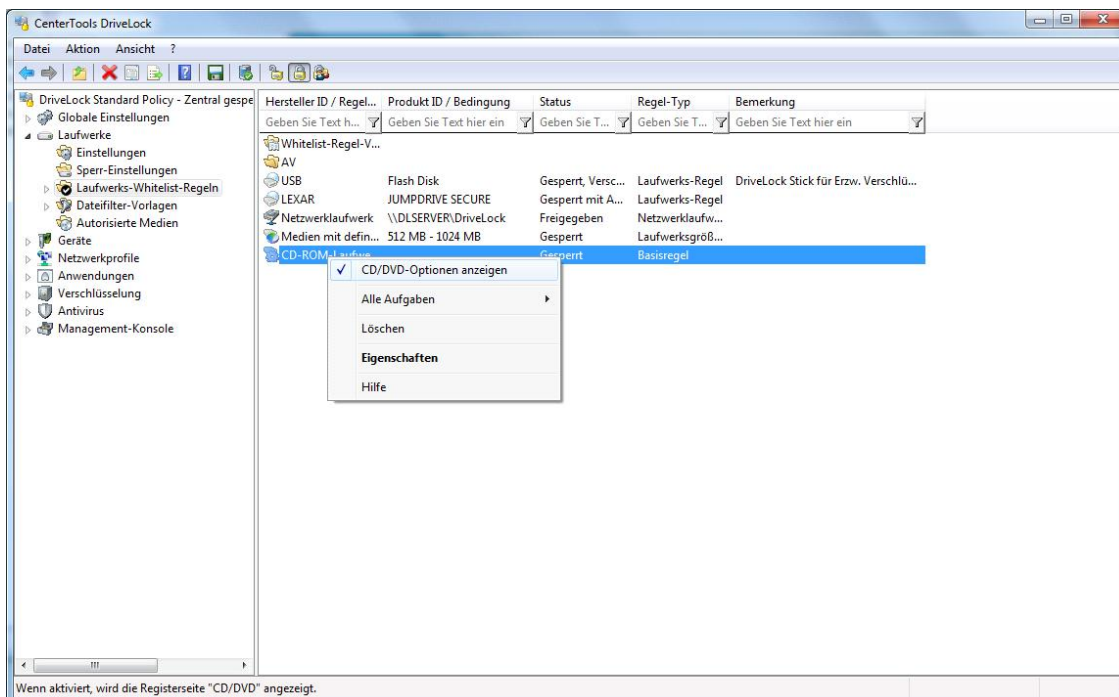 CenterTools DriveLock
Datei Aktion Ansicht ?
DriveLock Standard Policy - Zentral gespe
Globale Einstellungen
Laufwerke
Einstellungen
Sperr-Einstellungen
Laufwerks-Whitelist-Regeln
Dateifilter-Vorlagen
Autorisierte Medien
Geräte
Netzwerkprofile
Anwendungen
Verschlüsselung
Antivirus
Management-Konsole
Hersteller ID / Regel... Produkt ID / Bedingung Status Regel-Typ Bemerkung
Geben Sie Text h... Geben Sie Text hier ein Geben Sie T... Geben Sie T... Geben Sie Text hier ein
Whitelist-Regel-V...
AV
USB Flash Disk Gesperrt, Versc... Laufwerks-Regel DriveLock Stick für Erzw. Verschlü...
LEXAR JUMPDRIVE SECURE Gesperrt mit A... Laufwerks-Regel
Netzwerklaufwerk \\DLSERVER\DriveLock Freigegeben Netzwerklaufw...
Medien mit defin... 512 MB - 1024 MB Gesperrt Laufwerksgröß...
CD-ROM-Laufwe... Gesperrt Basisregel
CD/DVD-Optionen anzeigen
Alle Aufgaben
Löschen
Eigenschaften
Hilfe
Wenn aktiviert, wird die Registerseite "CD/DVD" angezeigt.